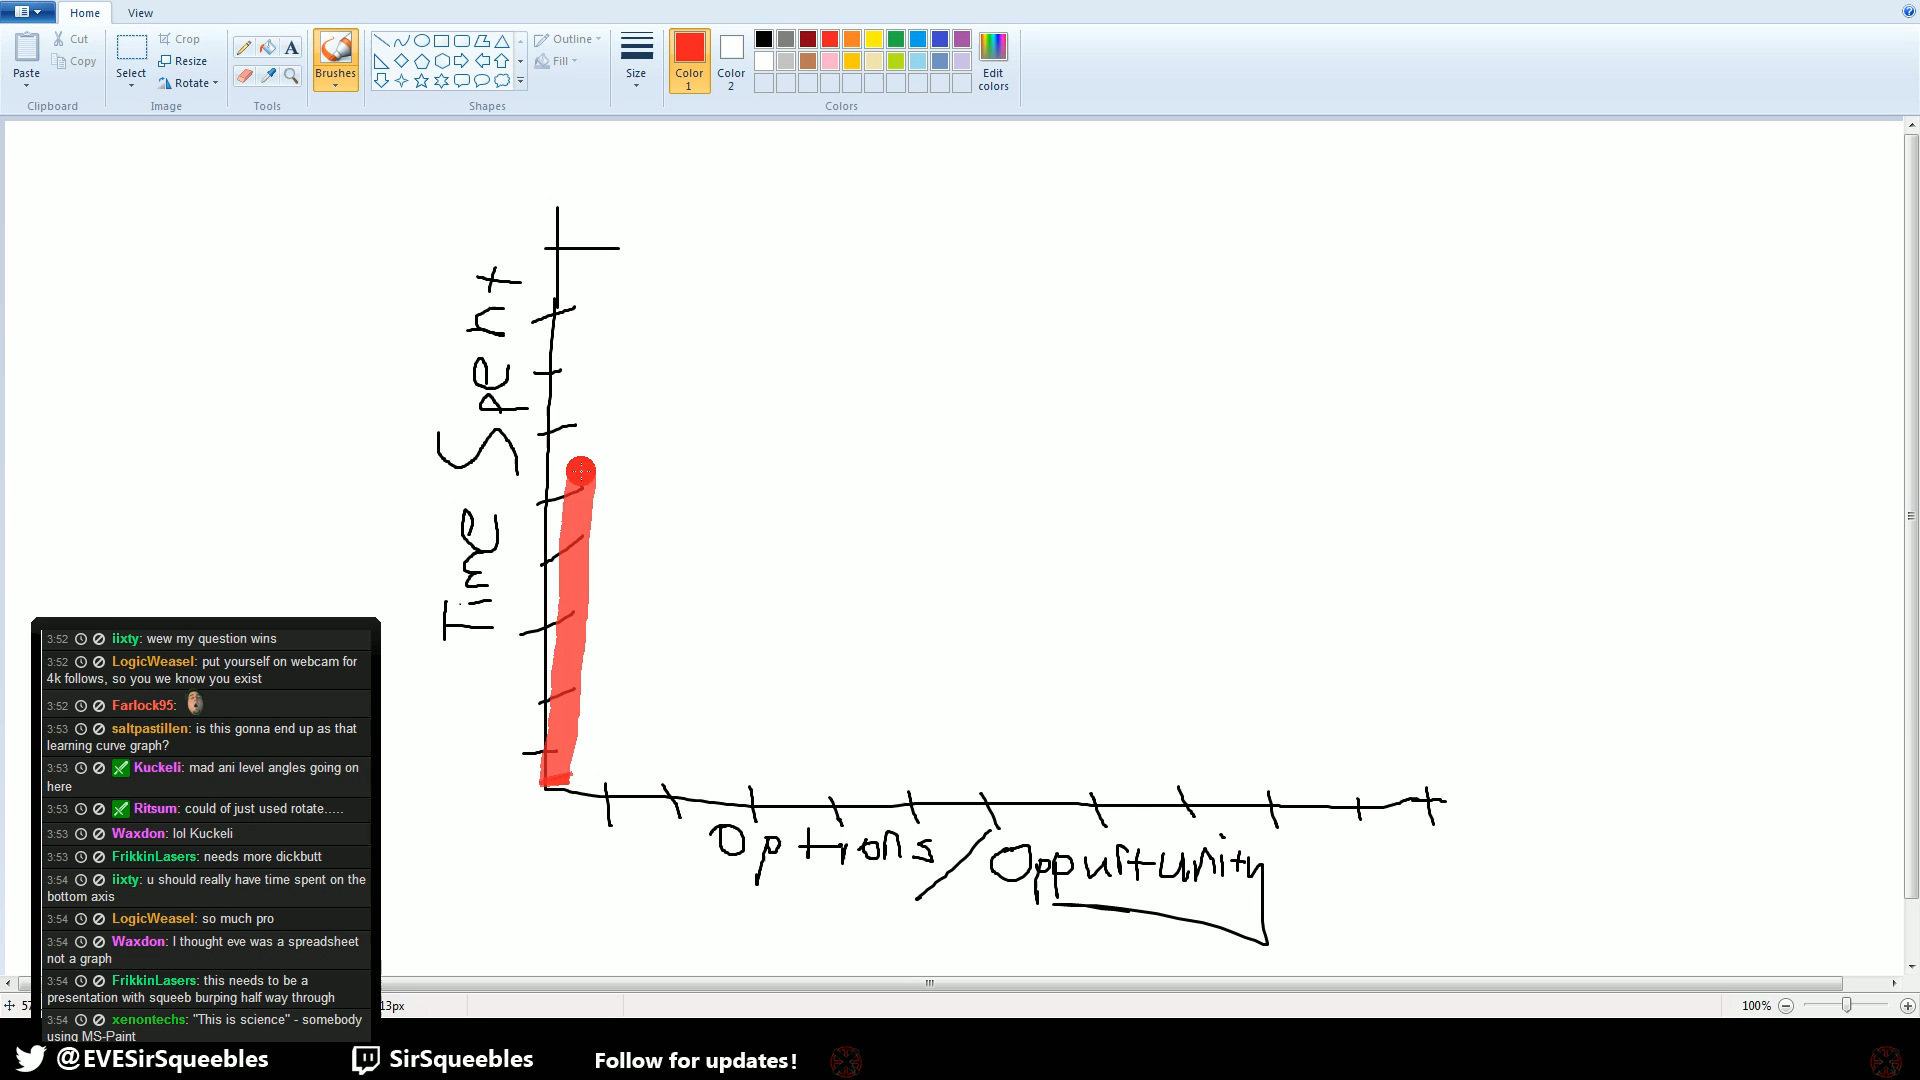 Home View
Paste Cut Copy Clipboard
Select Crop Resize Rotate Image
A Tools
Brushes
Outline Fill Shapes
Size
Color 1 Color 2 Edit colors Colors
Time Spent
Options / Oppurtunity
3:52 iixty: wew my question wins
3:52 LogicWeasel: put yourself on webcam for
4k follows, so you we know you exist
3:52 Farlock95:
3:53 saltpastillen: is this gonna end up as that
learning curve graph?
3:53 Kuckeli: mad ani level angles going on
here
3:53 Ritsum: could of just used rotate.....
3:53 Waxdon: lol Kuckeli
3:53 FrikkinLasers: needs more dickbutt
3:54 iixty: u should really have time spent on the
bottom axis
3:54 LogicWeasel: so much pro
3:54 Waxdon: I thought eve was a spreadsheet
not a graph
3:54 FrikkinLasers: this needs to be a
presentation with squeeb burping half way through
3:54 xenontechs: "This is science" - somebody
using MS-Paint
57 13px 100%
@EVESirSqueebles SirSqueebles Follow for updates!